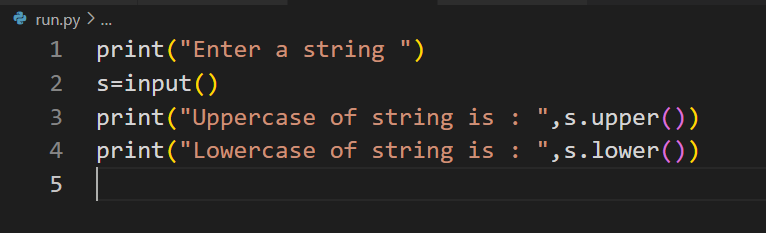 run.py > ...
1 print("Enter a string ")
2 s=input()
3 print("Uppercase of string is : ",s.upper())
4 print("Lowercase of string is : ",s.lower())
5